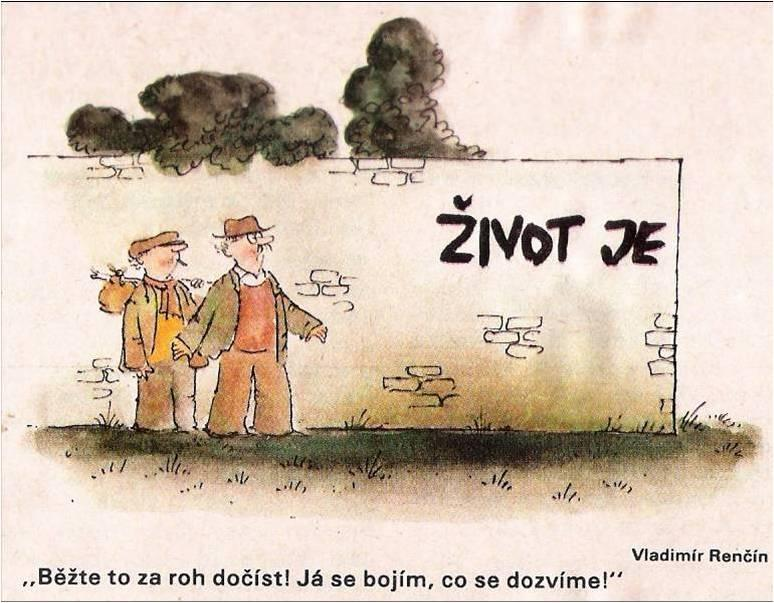 ŽIVOT JE
Vladimír Renčín
,,Běžte to za roh dočíst! Já se bojím, co se dozvíme!“